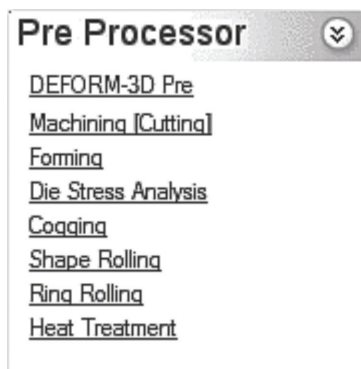 Pre Processor
DEFORM-3D Pre
Machining [Cutting]
Forming
Die Stress Analysis
Cogging
Shape Rolling
Ring Rolling
Heat Treatment